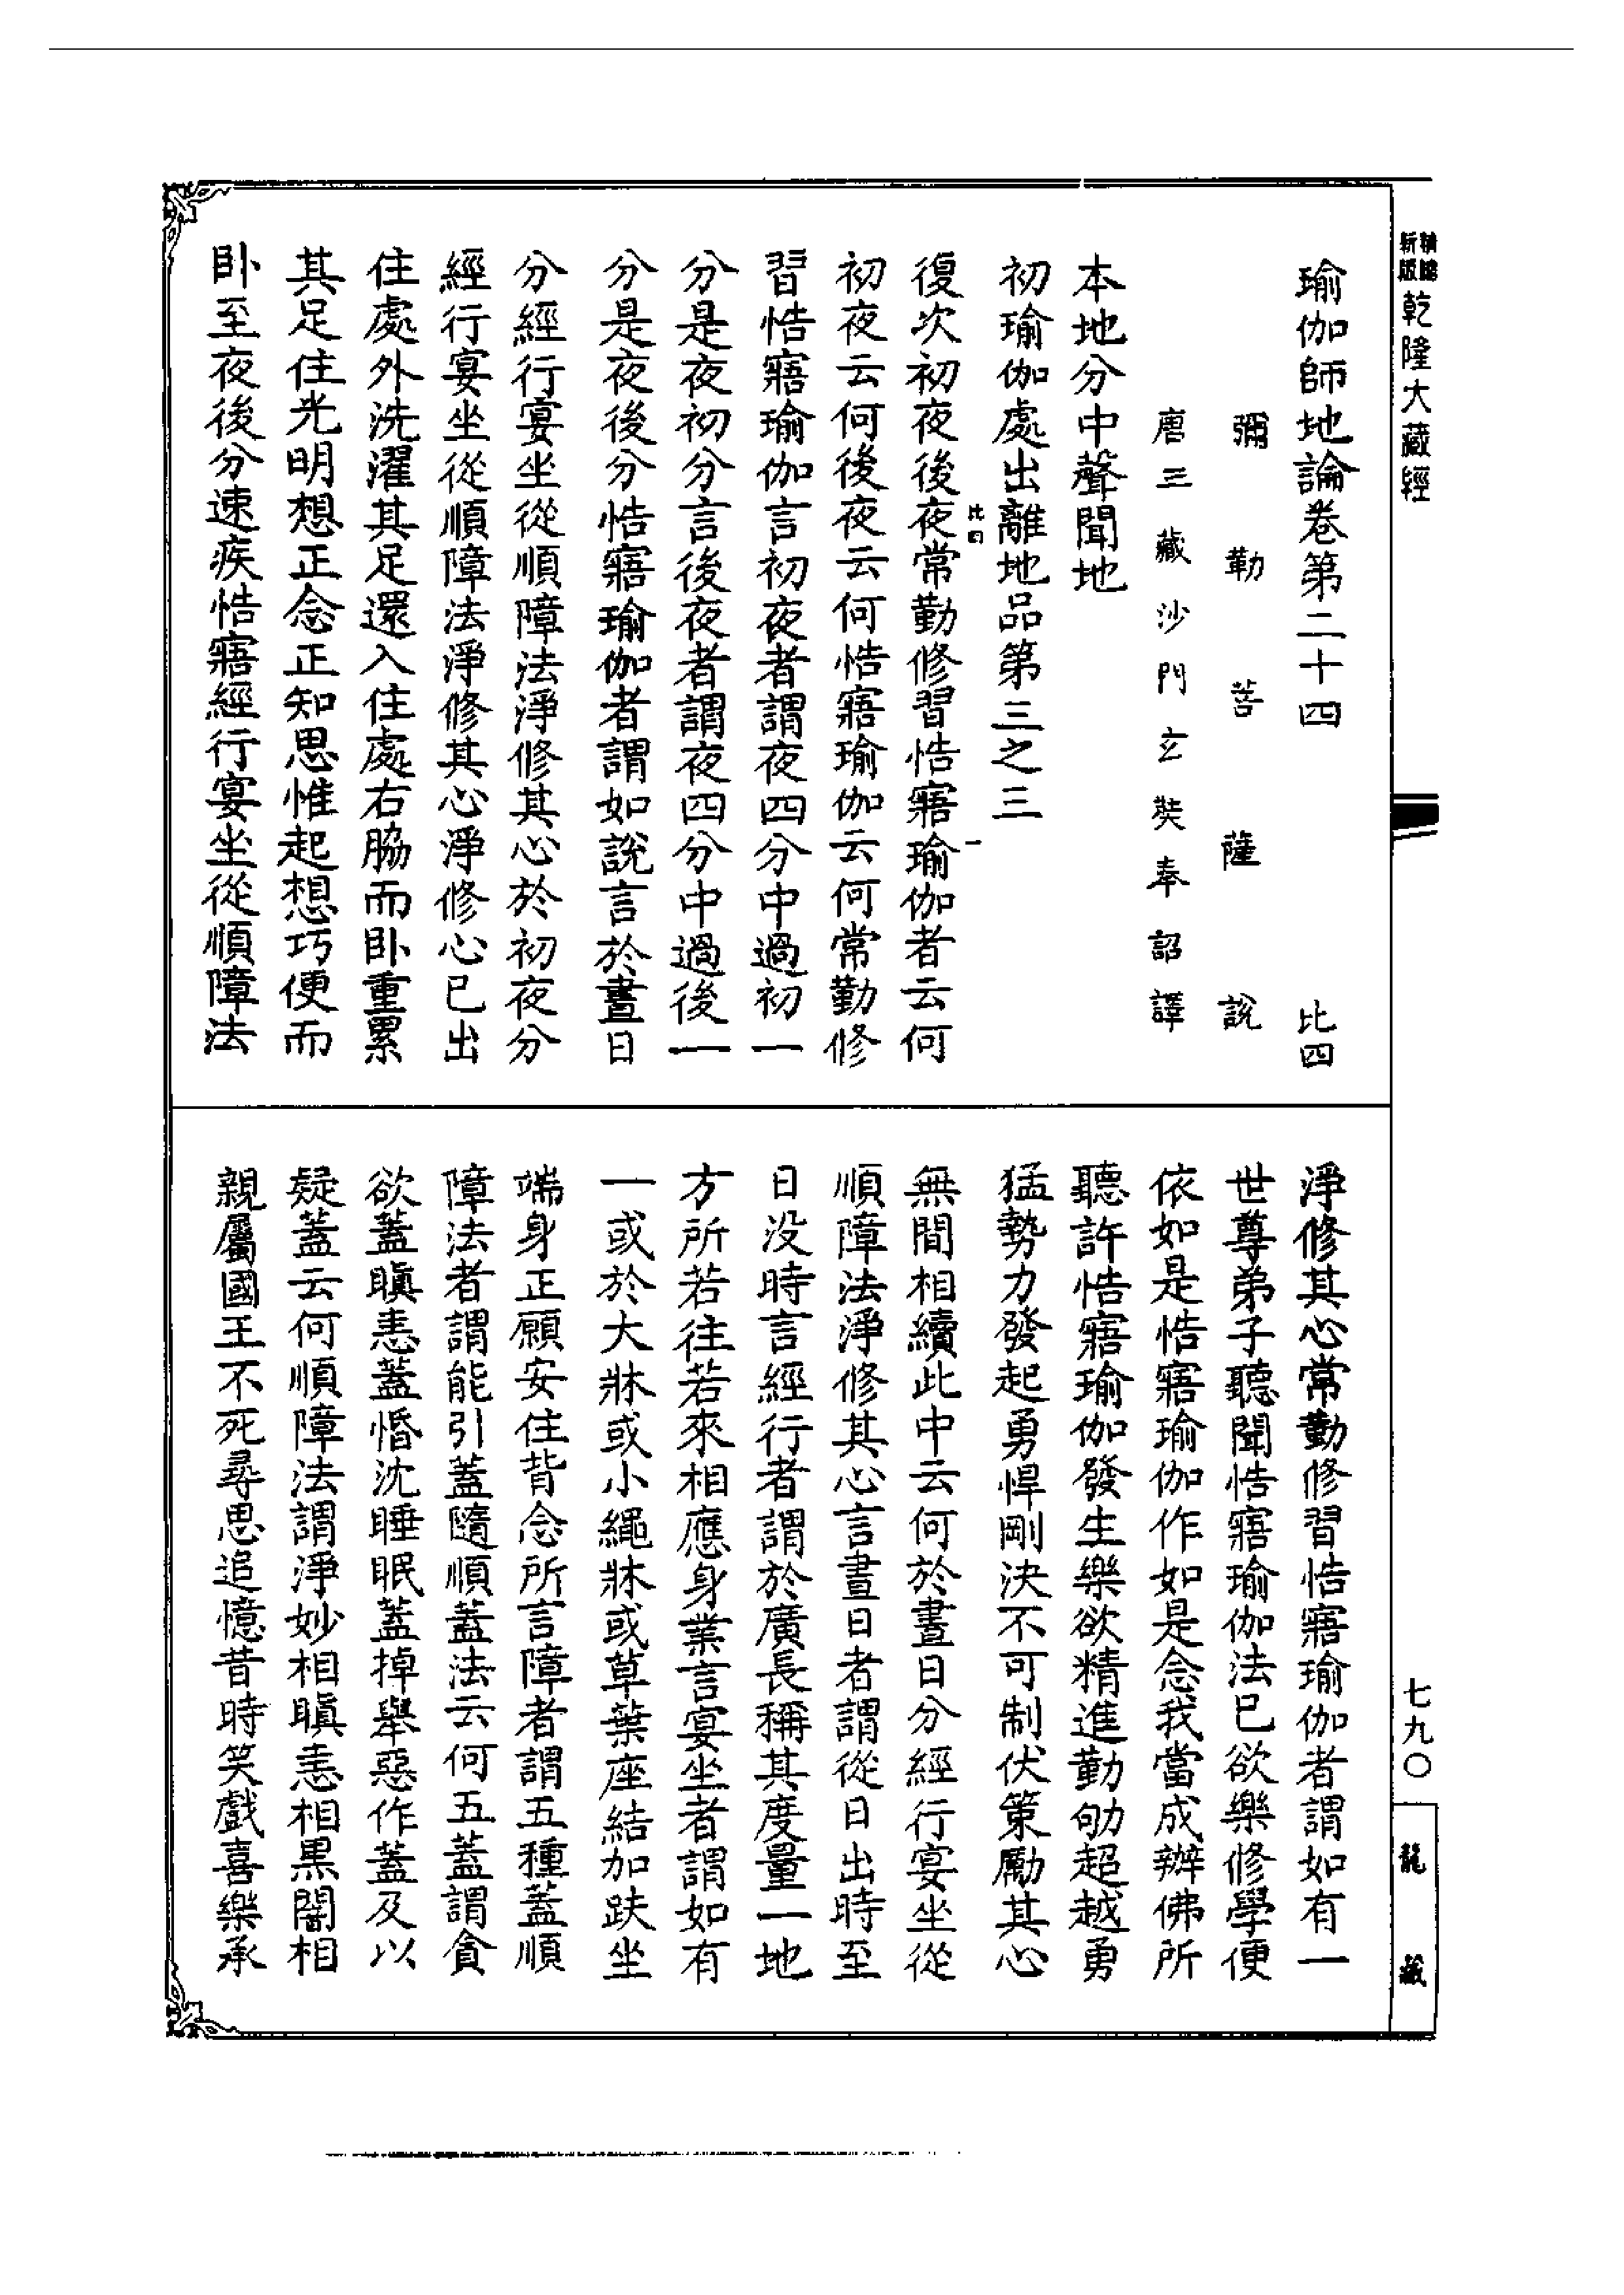 新版
精縮
乾隆大藏經
七九〇
龍藏
瑜伽師地論卷第二十四 比四
彌勒菩薩說
唐三藏沙門玄奘奉詔譯
本地分中聲聞地
初瑜伽處出離地品第三之三
比四 一
復次初夜後夜常勤修習悎寤瑜伽者云何
初夜云何後夜云何悎寤瑜伽云何常勤修
習悎寤瑜伽言初夜者謂夜四分中過初一
分是夜初分言後夜者謂夜四分中過後一
分是夜後分悎寤瑜伽者謂如說言於晝日
分經行宴坐從順障法淨修其心於初夜分
經行宴坐從順障法淨修其心淨修心已出
住處外洗濯其足還入住處右脇而臥重累
其足住光明想正念正知思惟起想巧便而
臥至夜後分速疾悎寤經行宴坐從順障法
淨修其心常勤修習悎寤瑜伽者謂如有一
世尊弟子聽聞悎寤瑜伽法已欲樂修學便
依如是悎寤瑜伽作如是念我當成辦佛所
聽許悎寤瑜伽發生樂欲精進勤劬超越勇
猛勢力發起勇悍剛決不可制伏策勵其心
無間相續此中云何於晝日分經行宴坐從
順障法淨修其心言晝日者謂從日出時至
日沒時言經行者謂於廣長稱其度量一地
方所若往若來相應身業言宴坐者謂如有
一或於大牀或小繩牀或草葉座結加趺坐
端身正願安住背念所言障者謂五種蓋順
障法者謂能引蓋隨順蓋法云何五蓋謂貪
欲蓋瞋恚蓋惛沈睡眠蓋掉舉惡作蓋及以
疑蓋云何順障法謂淨妙相瞋恚相黑闇相
親屬國王不死尋思追憶昔時笑戲喜樂承